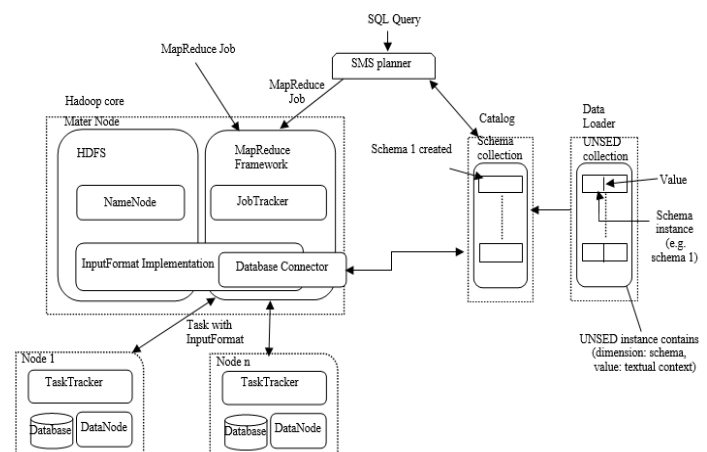 SQL Query
MapReduce Job
SMS planner
MapReduce
Job
Hadoop core
Mater Node
HDFS
MapReduce
Framework
NameNode
JobTracker
InputFormat Implementation
Database Connector
Catalog
Schema
collection
Schema 1 created
Data
Loader
UNSED
collection
Value
Schema
instance
(e.g.
schema 1)
UNSED instance contains
(dimension: schema,
value: textual context)
Task with
InputFormat
Node 1
TaskTracker
Database
DataNode
Node n
TaskTracker
Database
DataNode